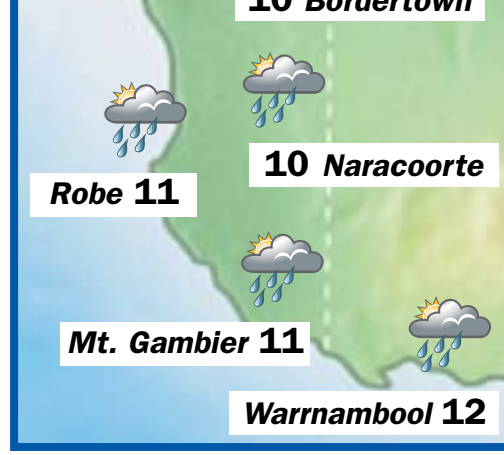 10 Bordertown
10 Naracoorte
Robe 11
Mt. Gambier 11
Warrnambool 12